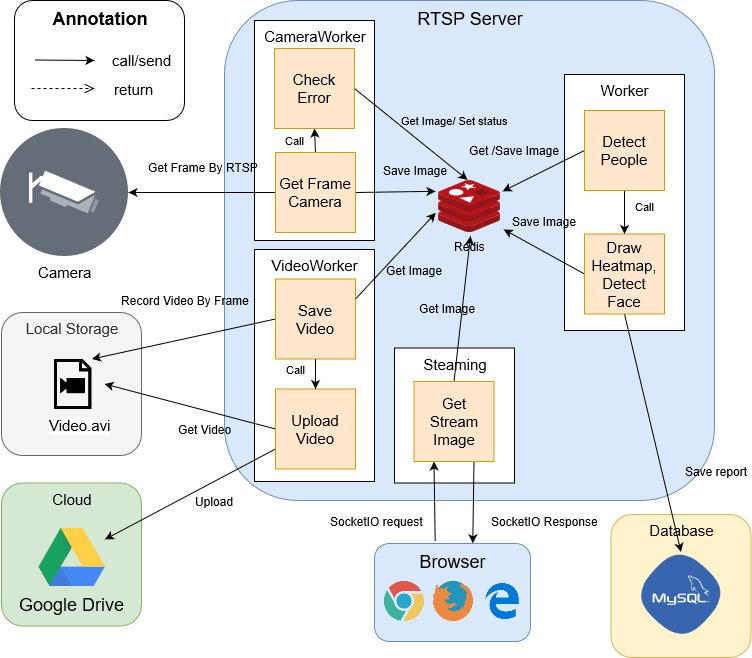 Annotation
call/send
return
RTSP Server
CameraWorker
Check
Error
Call
Get Frame
Camera
Get Frame By RTSP
Camera
Get Image/ Set status
Save Image
Redis
Worker
Detect
People
Get /Save Image
Call
Save Image
Draw
Heatmap,
Detect
Face
VideoWorker
Save
Video
Get Image
Record Video By Frame
Call
Upload
Video
Local Storage
Video.avi
Get Video
Get Image
Steaming
Get
Stream
Image
Save report
Cloud
Google Drive
Upload
SocketIO request
SocketIO Response
Browser
Database
MySQL